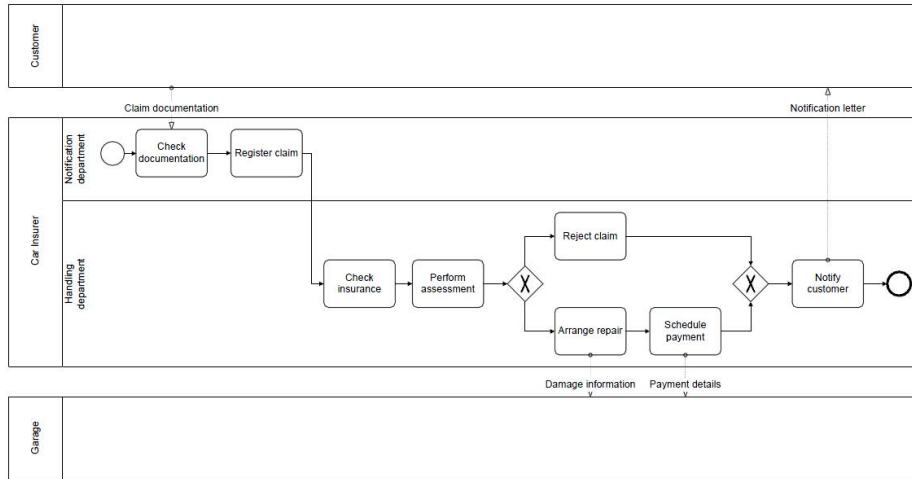 Customer
Claim documentation
Notification letter
Car Insurer
Notification
department
Check
documentation
Register claim
Handling
department
Check
insurance
Perform
assessment
Reject claim
Arrange repair
Schedule
payment
Notify
customer
Damage information
Payment details
Garage